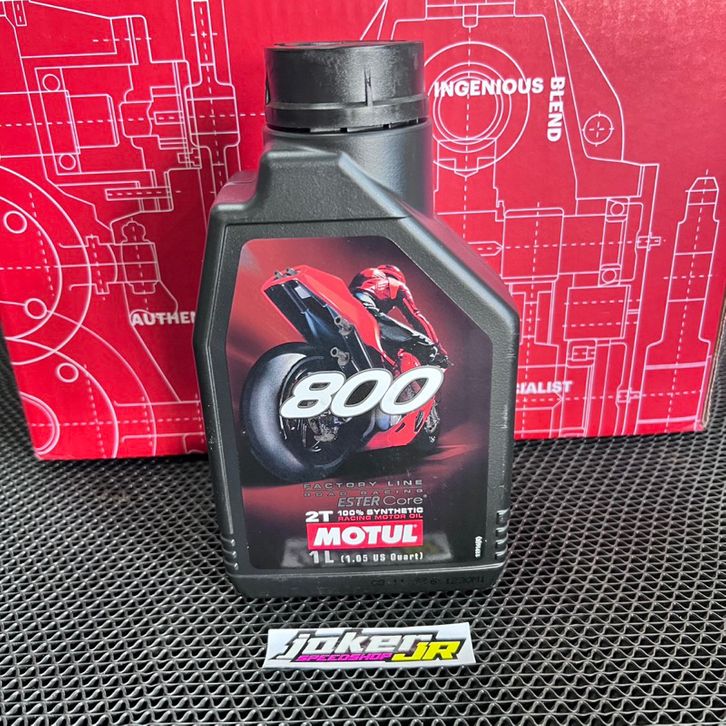 INGENIOUS
BLEND
AUTHEN
CIALIST
800
FACTORY LINE
ROAD RACING
ESTER Core®
2T 100% SYNTHETIC
RACING MOTOR OIL
MOTUL
1L (1.05 US Quart)
joker
SPEEDSHOP JR